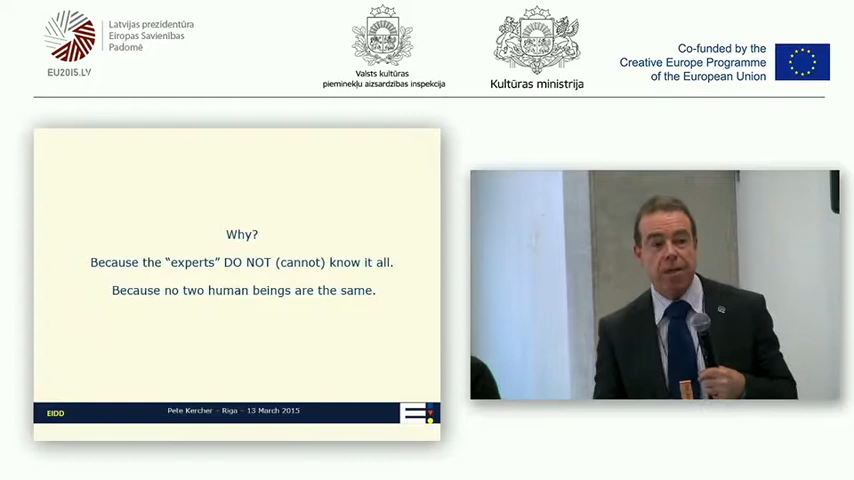 Latvijas prezidentūra
Eiropas Savienības
Padomē
EU2015.LV
Valsts kultūras
pieminekļu aizsardzības inspekcija
Kultūras ministrija
Co-funded by the
Creative Europe Programme
of the European Union
Why?
Because the “experts” DO NOT (cannot) know it all.
Because no two human beings are the same.
EIDD
Pete Kercher – Riga – 13 March 2015